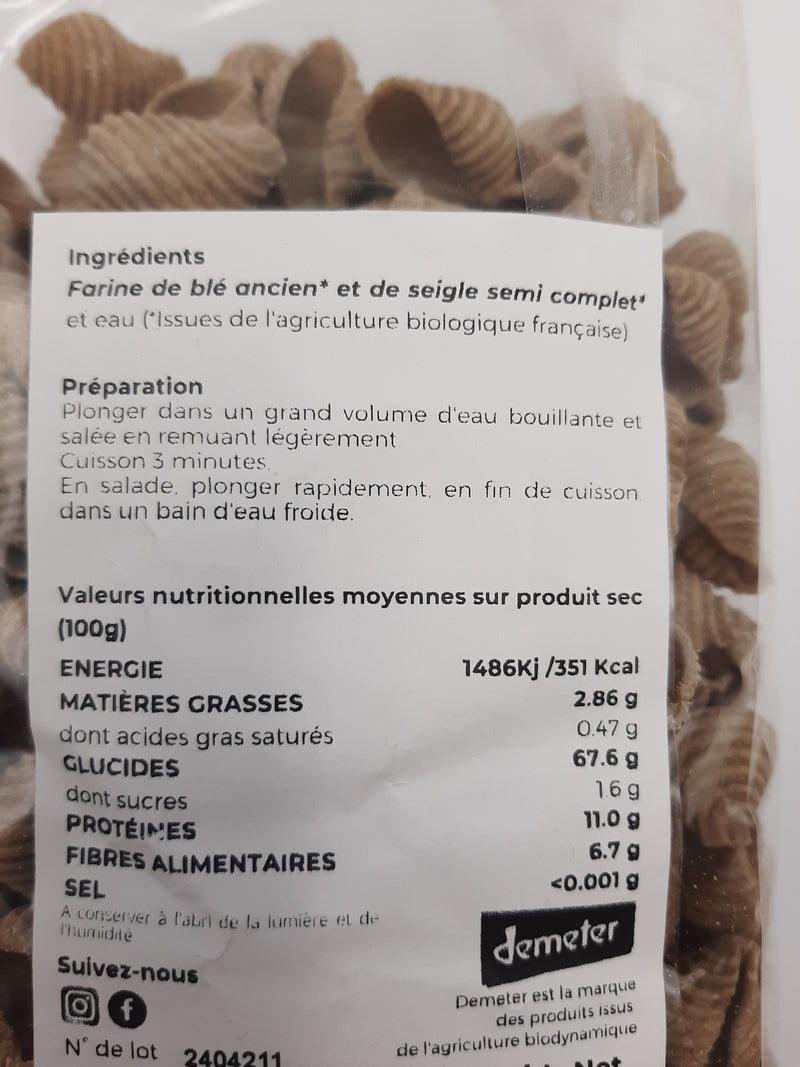 Ingrédients
Farine de blé ancien* et de seigle semi complet*
et eau (*Issues de l'agriculture biologique française)
Préparation
Plonger dans un grand volume d'eau bouillante et
salée en remuant légèrement.
Cuisson 3 minutes.
En salade, plonger rapidement, en fin de cuisson
dans un bain d'eau froide.
Valeurs nutritionnelles moyennes sur produit sec
(100g)
ENERGIE 1486Kj /351 Kcal
MATIÈRES GRASSES 2.86 g
dont acides gras saturés 0.47 g
GLUCIDES 67.6 g
dont sucres 1.6 g
PROTÉINES 11.0 g
FIBRES ALIMENTAIRES 6.7 g
SEL <0.001 g
A conserver à l'abri de la lumière et de
l'humidité
demeter
Suivez-nous
Demeter est la marque
des produits issus
de l'agriculture biodynamique
N° de lot 2404211